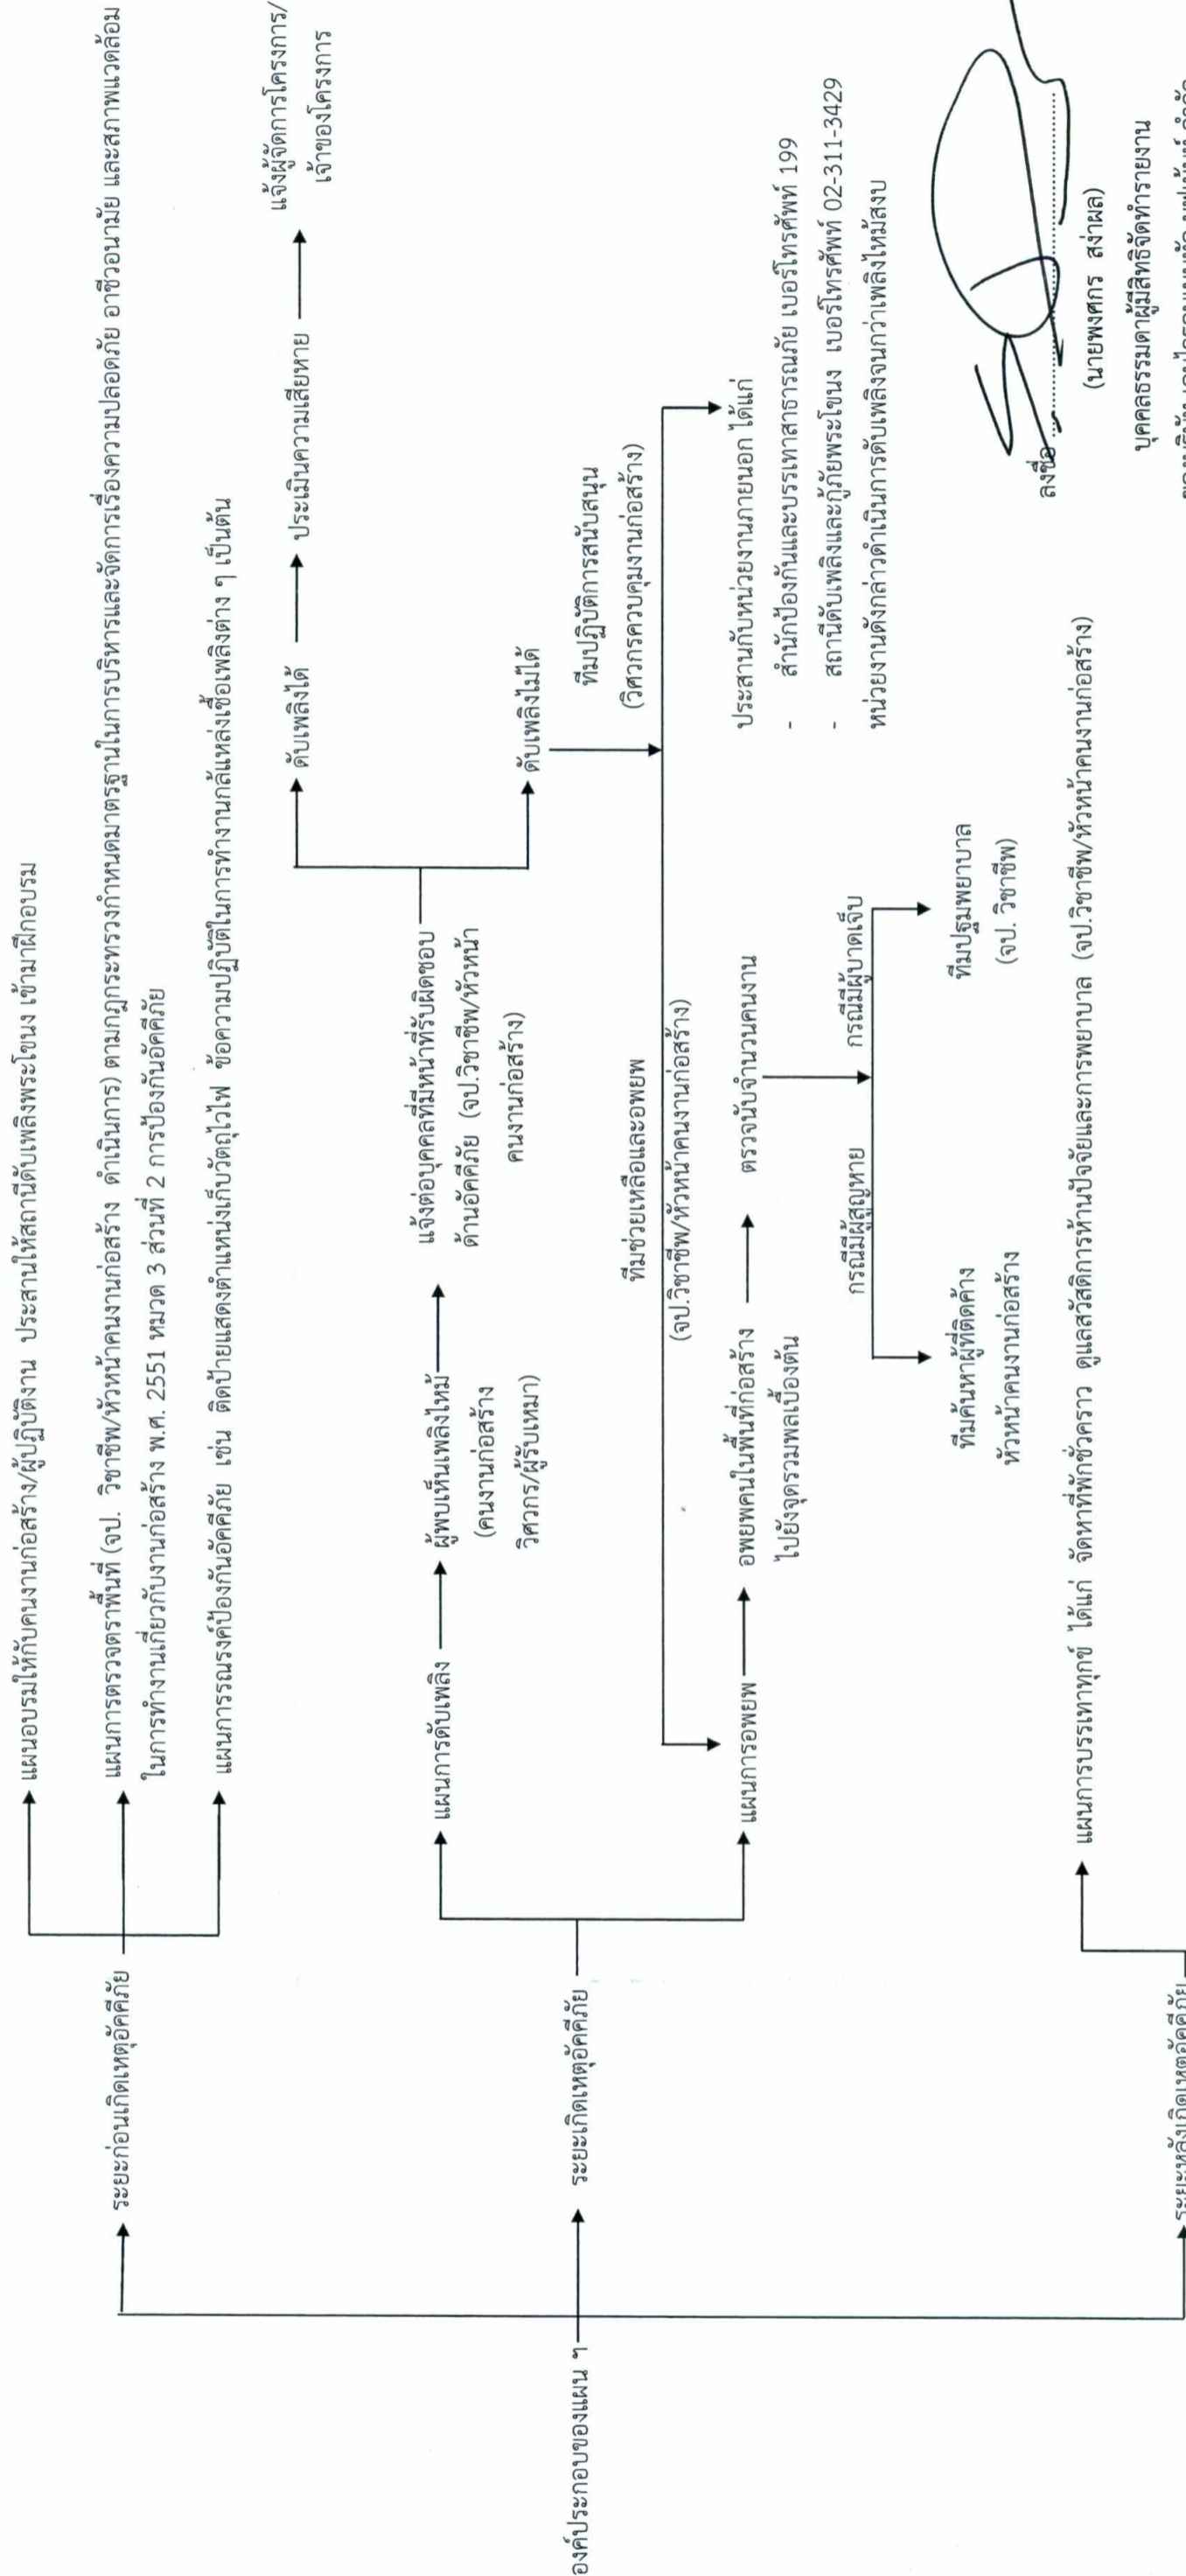 องค์ประกอบของแผน ฯ
ระยะก่อนเกิดเหตุอัคคีภัย
แผนอบรมให้กับคนงานก่อสร้าง/ผู้ปฏิบัติงาน ประสานให้สถานีดับเพลิงพระโขนง เข้ามาฝึกอบรม
แผนการตรวจตราพื้นที่ (จป. วิชาชีพ/หัวหน้าคนงานก่อสร้าง ดำเนินการ) ตามกฎกระทรวงกำหนดมาตรฐานในการบริหารและจัดการเรื่องความปลอดภัย อาชีวอนามัย และสภาพแวดล้อม
ในการทำงานเกี่ยวกับงานก่อสร้าง พ.ศ. 2551 หมวด 3 ส่วนที่ 2 การป้องกันอัคคีภัย
แผนการรณรงค์ป้องกันอัคคีภัย เช่น ติดป้ายแสดงตำแหน่งเก็บวัตถุไวไฟ ข้อความปฏิบัติในการทำงานใกล้แหล่งเชื้อเพลิงต่าง ๆ เป็นต้น
ระยะเกิดเหตุอัคคีภัย
แผนการดับเพลิง
ผู้พบเห็นเพลิงไหม้
(คนงานก่อสร้าง
วิศวกร/ผู้รับเหมา)
แจ้งต่อบุคคลที่มีหน้าที่รับผิดชอบ
ด้านอัคคีภัย (จป.วิชาชีพ/หัวหน้า
คนงานก่อสร้าง)
ดับเพลิงได้
ประเมินความเสียหาย
แจ้งผู้จัดการโครงการ/
เจ้าของโครงการ
ดับเพลิงไม่ได้
ทีมปฏิบัติการสนับสนุน
(วิศวกรควบคุมงานก่อสร้าง)
ทีมช่วยเหลือและอพยพ
(จป.วิชาชีพ/หัวหน้าคนงานก่อสร้าง)
แผนการอพยพ
อพยพคนในพื้นที่ก่อสร้าง
ไปยังจุดรวมพลเบื้องต้น
ตรวจนับจำนวนคนงาน
ประสานกับหน่วยงานภายนอก ได้แก่
- สำนักป้องกันและบรรเทาสาธารณภัย เบอร์โทรศัพท์ 199
- สถานีดับเพลิงและกู้ภัยพระโขนง เบอร์โทรศัพท์ 02-311-3429
หน่วยงานดังกล่าวดำเนินการดับเพลิงจนกว่าเพลิงไหม้สงบ
กรณีมีผู้สูญหาย
กรณีมีผู้บาดเจ็บ
ทีมค้นหาผู้ที่ติดค้าง
หัวหน้าคนงานก่อสร้าง
ทีมปฐมพยาบาล
(จป. วิชาชีพ)
ระยะหลังเกิดเหตุอัคคีภัย
แผนการบรรเทาทุกข์ ได้แก่ จัดหาที่พักชั่วคราว ดูแลสวัสดิการห้านปัจจัยและการพยาบาล (จป.วิชาชีพ/หัวหน้าคนงานก่อสร้าง)
ลงชื่อ
(นายพงศกร สง่าผล)
บุคคลธรรมดาผู้มีสิทธิจัดทำรายงาน